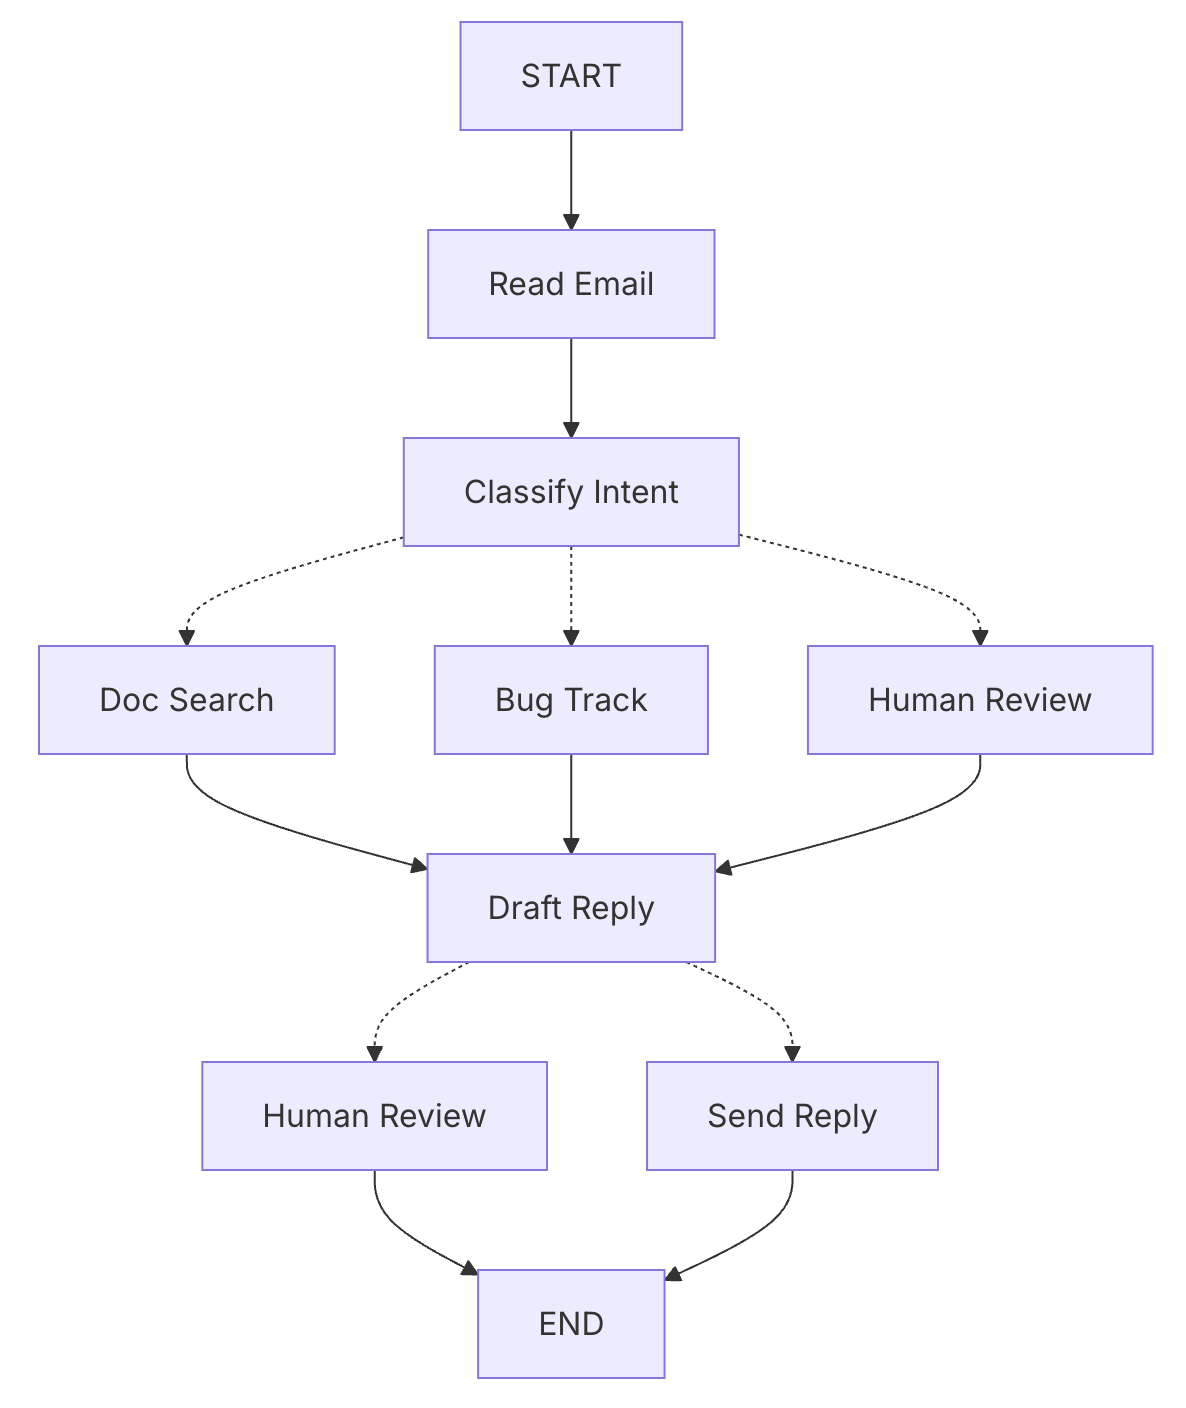 START
Read Email
Classify Intent
Doc Search
Bug Track
Human Review
Draft Reply
Human Review
Send Reply
END